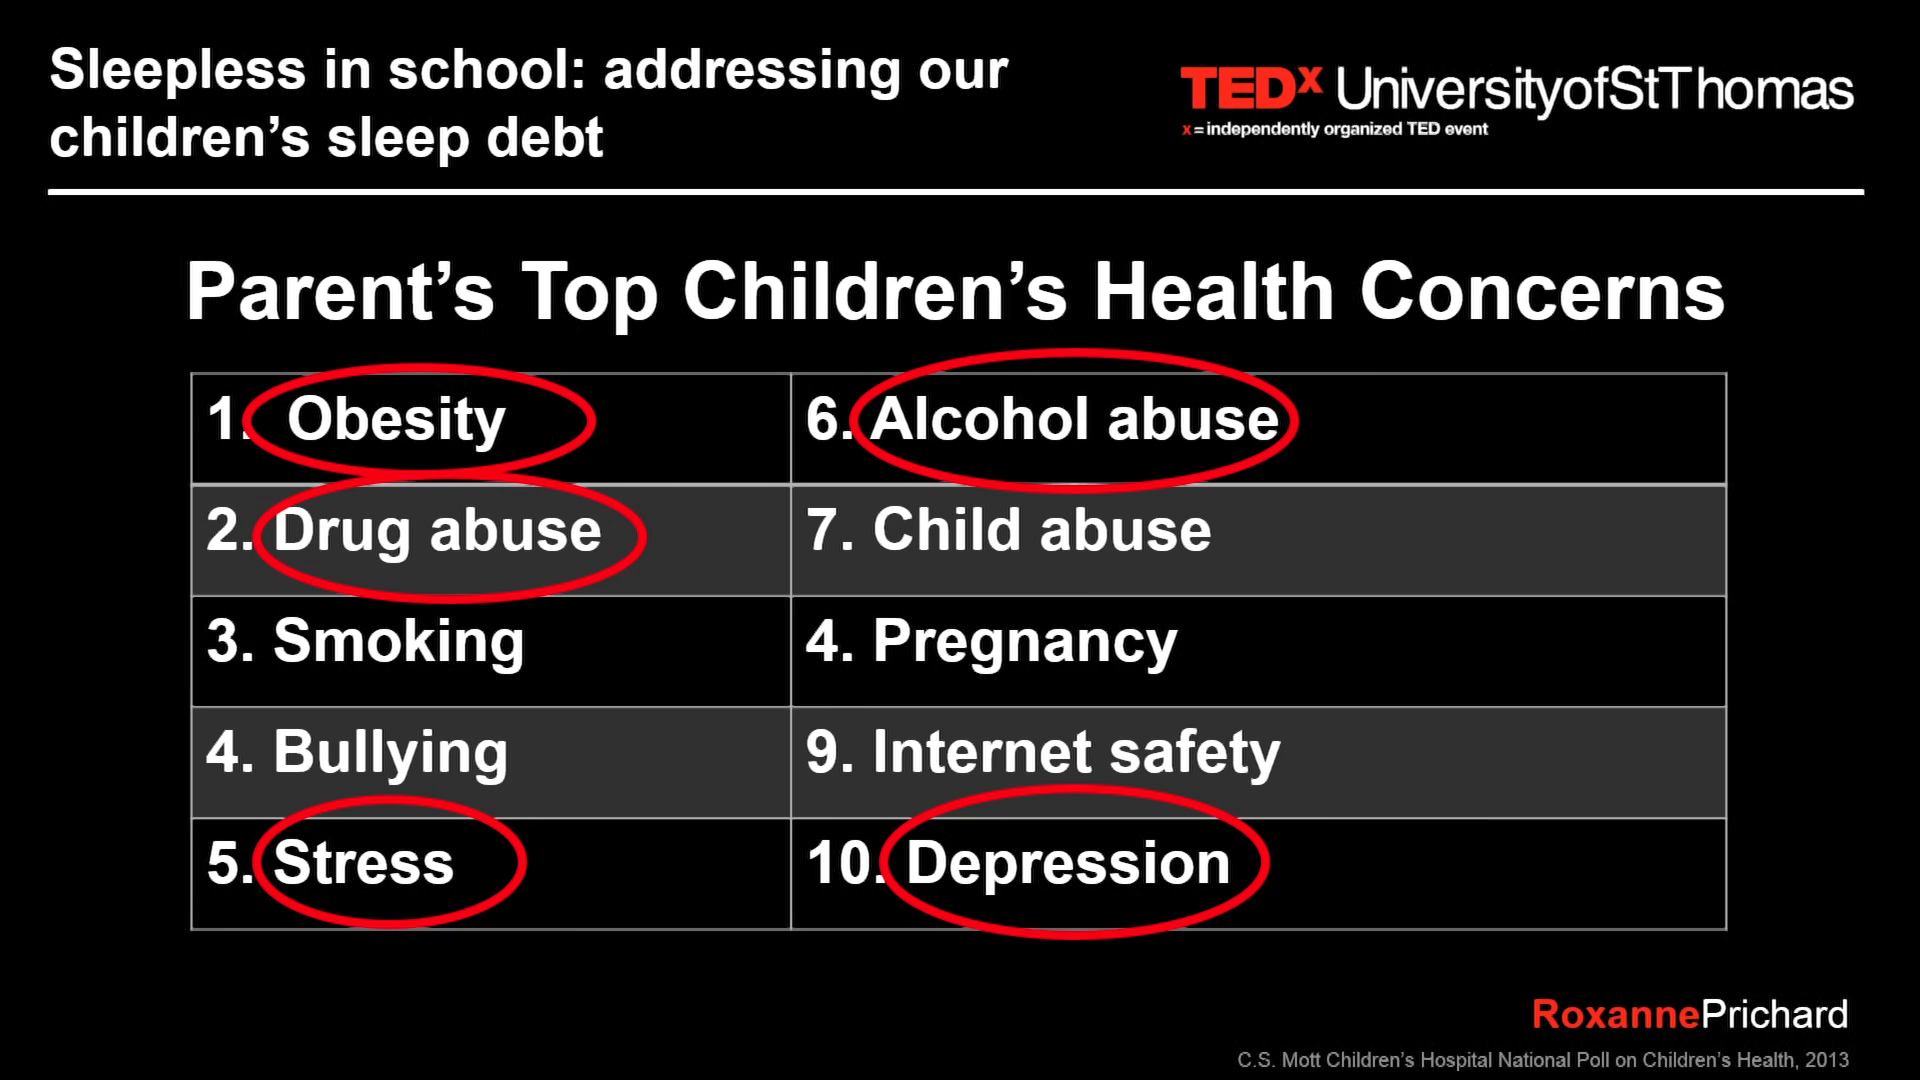 Sleepless in school: addressing our
children’s sleep debt
TEDx UniversityofStThomas
x = independently organized TED event
Parent’s Top Children’s Health Concerns
1. Obesity
6. Alcohol abuse
2. Drug abuse
7. Child abuse
3. Smoking
4. Pregnancy
4. Bullying
9. Internet safety
5. Stress
10. Depression
RoxannePrichard
C.S. Mott Children’s Hospital National Poll on Children’s Health, 2013